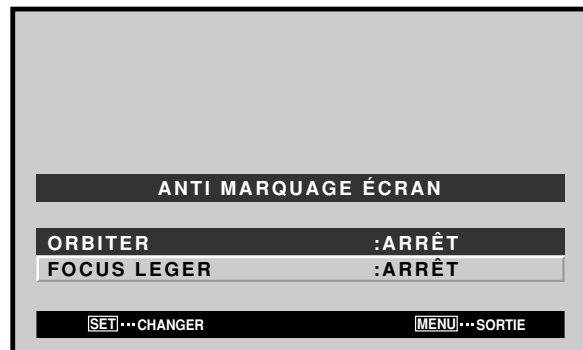 ANTI MARQUAGE ÉCRAN
ORBITER :ARRÊT
FOCUS LEGER :ARRÊT
SET ··· CHANGER MENU ··· SORTIE